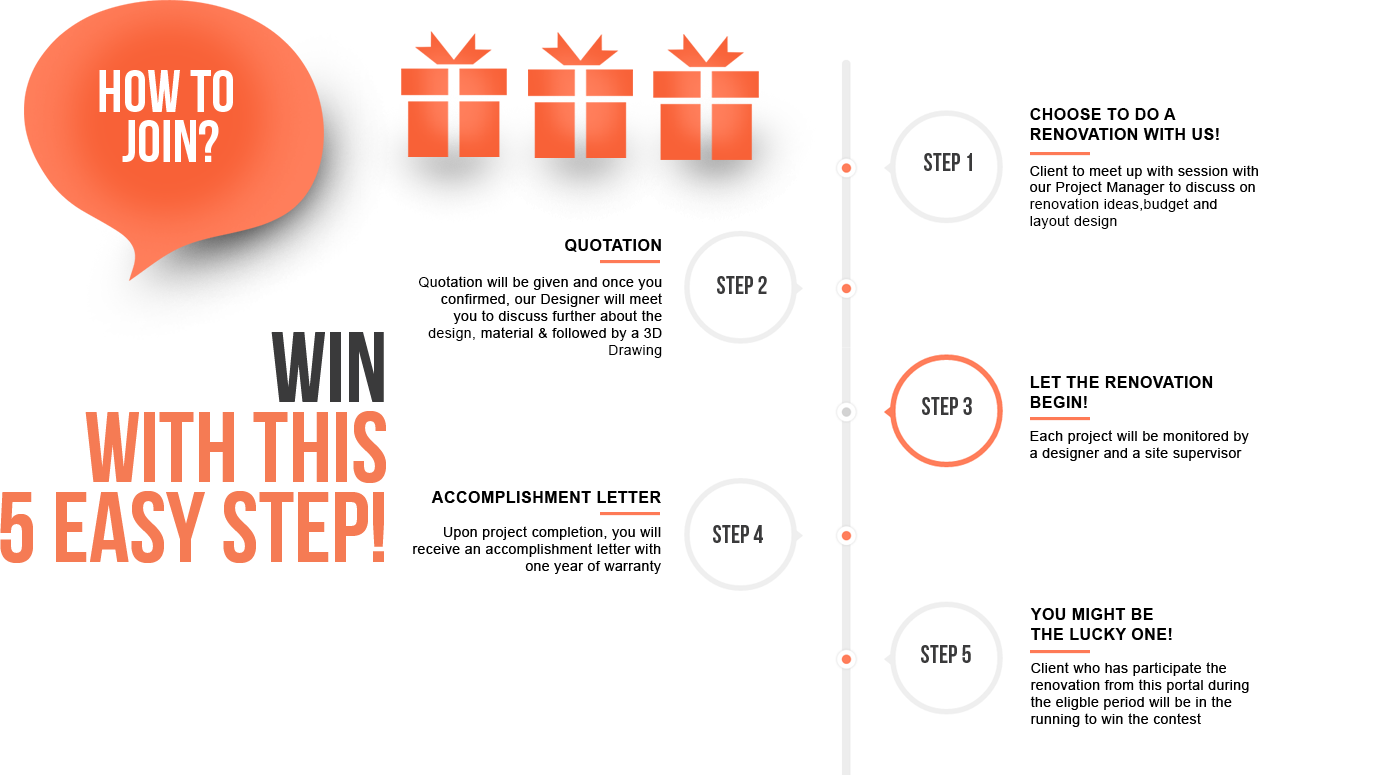 HOW TO
JOIN?
WIN
WITH THIS
5 EASY STEP!
STEP 1
CHOOSE TO DO A
RENOVATION WITH US!
Client to meet up with session with
our Project Manager to discuss on
renovation ideas,budget and
layout design
STEP 2
QUOTATION
Quotation will be given and once you
confirmed, our Designer will meet
you to discuss further about the
design, material & followed by a 3D
Drawing
STEP 3
LET THE RENOVATION
BEGIN!
Each project will be monitored by
a designer and a site supervisor
STEP 4
ACCOMPLISHMENT LETTER
Upon project completion, you will
receive an accomplishment letter with
one year of warranty
STEP 5
YOU MIGHT BE
THE LUCKY ONE!
Client who has participate the
renovation from this portal during
the eligble period will be in the
running to win the contest